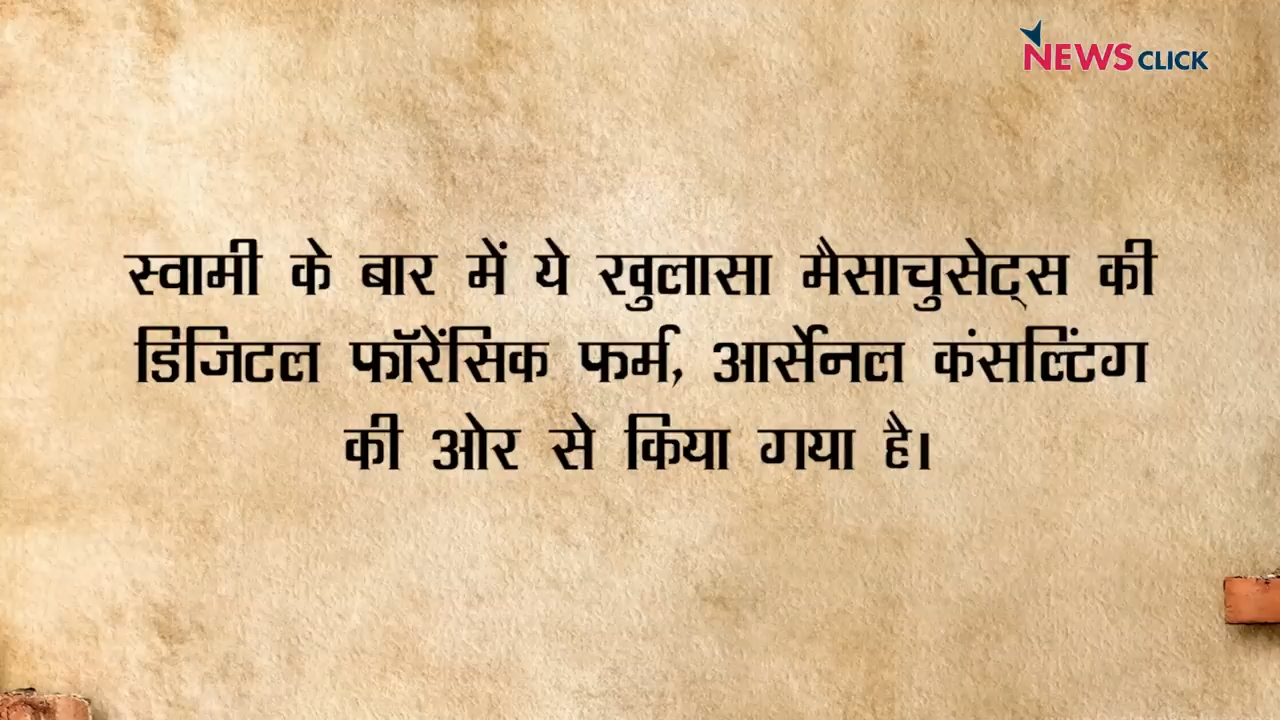 NEWSCLICK
स्वामी के बार में ये खुलासा मैसाचुसेट्स की
डिजिटल फॉरेंसिक फर्म, आर्सेनल कंसल्टिंग
की ओर से किया गया है।